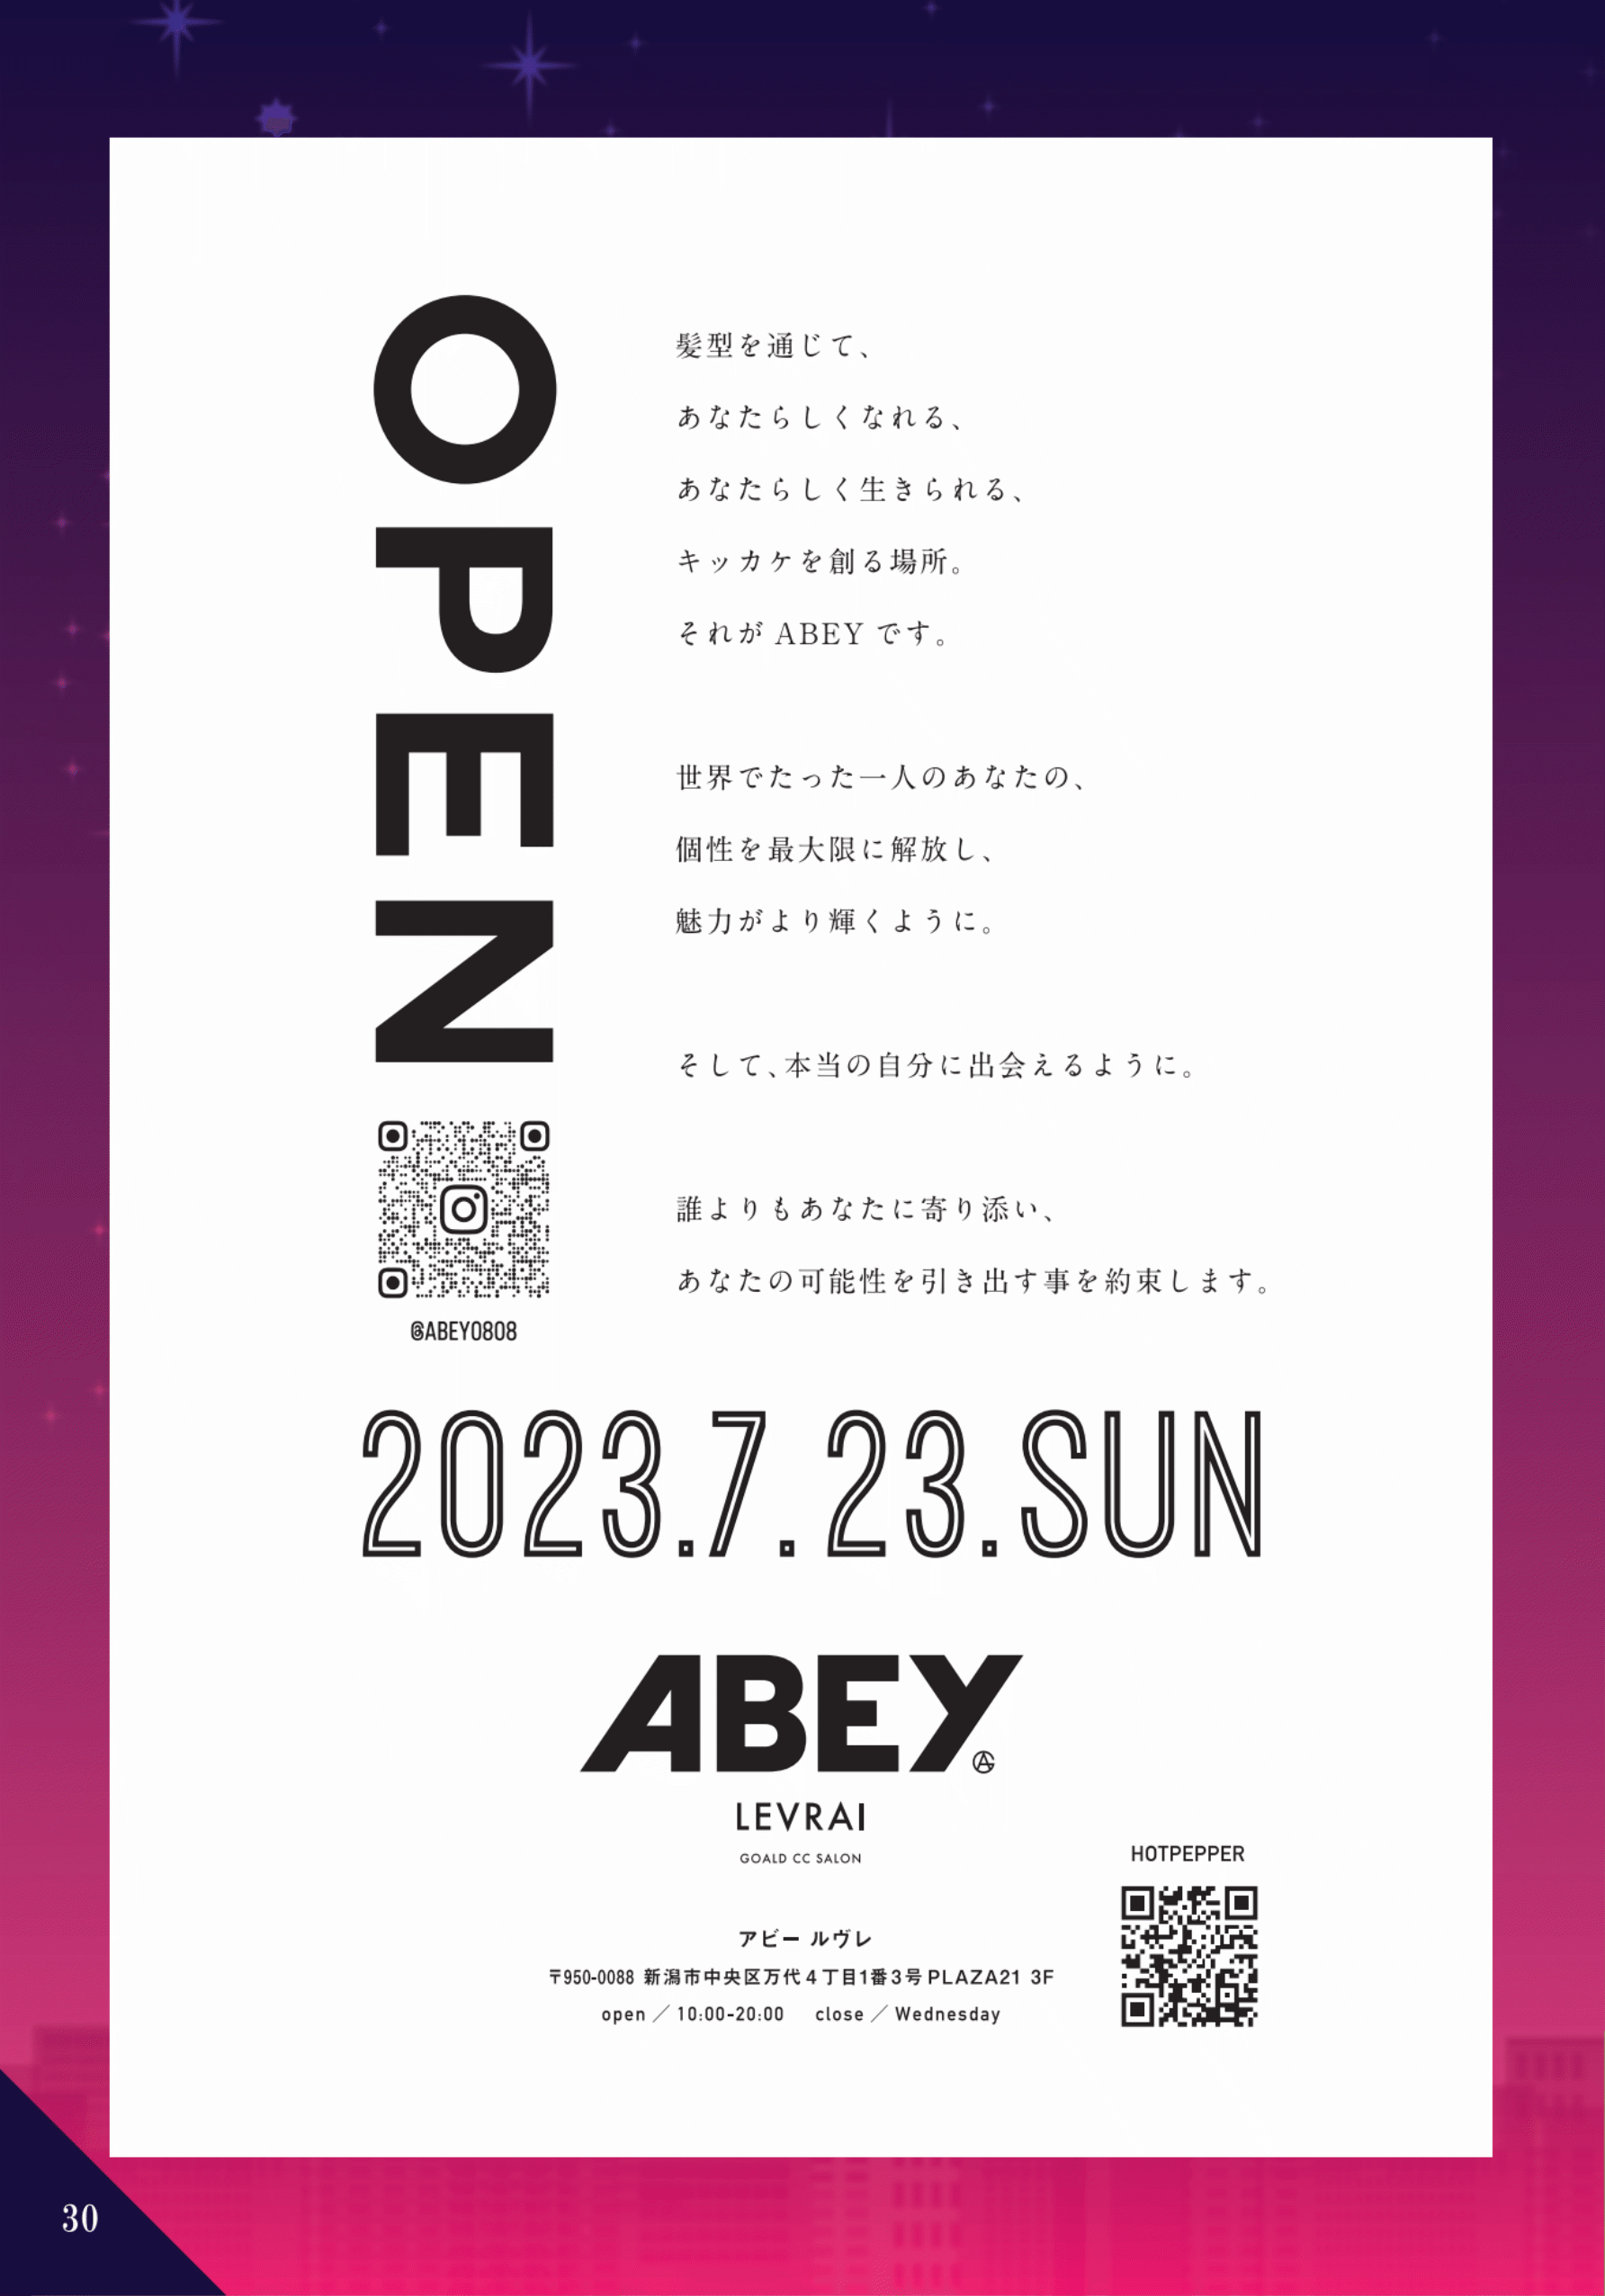 OPEN
髪型を通じて、
あなたらしくなれる、
あなたらしく生きられる、
キッカケを創る場所。
それが ABEY です。
世界でたった一人のあなたの、
個性を最大限に解放し、
魅力がより輝くように。
そして、本当の自分に出会えるように。
誰よりもあなたに寄り添い、
あなたの可能性を引き出す事を約束します。
@ABEY0808
2023.7.23.SUN
ABEY
LEVRAI
GOALD CC SALON
HOTPEPPER
アビー ルヴレ
〒950-0088 新潟市中央区万代4丁目1番3号PLAZA21 3F
open ／ 10:00-20:00 close ／ Wednesday
30